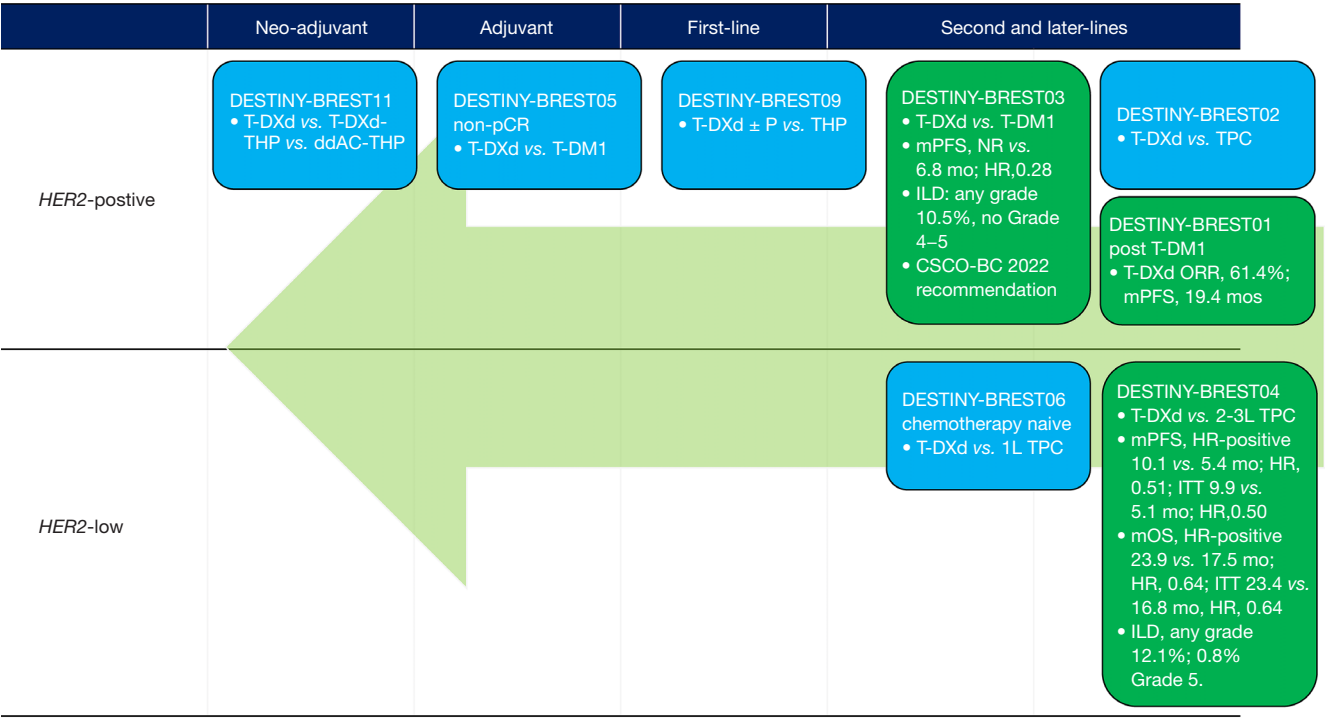 Neo-adjuvant
Adjuvant
First-line
Second and later-lines
HER2-postive
DESTINY-BREST11
• T-DXd vs. T-DXd-
THP vs. ddAC-THP
DESTINY-BREST05
non-pCR
• T-DXd vs. T-DM1
DESTINY-BREST09
• T-DXd ± P vs. THP
DESTINY-BREST03
• T-DXd vs. T-DM1
• mPFS, NR vs.
6.8 mo; HR,0.28
• ILD: any grade
10.5%, no Grade
4–5
• CSCO-BC 2022
recommendation
DESTINY-BREST02
• T-DXd vs. TPC
DESTINY-BREST01
post T-DM1
• T-DXd ORR, 61.4%;
mPFS, 19.4 mos
HER2-low
DESTINY-BREST06
chemotherapy naive
• T-DXd vs. 1L TPC
DESTINY-BREST04
• T-DXd vs. 2-3L TPC
• mPFS, HR-positive
10.1 vs. 5.4 mo; HR,
0.51; ITT 9.9 vs.
5.1 mo; HR,0.50
• mOS, HR-positive
23.9 vs. 17.5 mo;
HR, 0.64; ITT 23.4 vs.
16.8 mo, HR, 0.64
• ILD, any grade
12.1%; 0.8%
Grade 5.